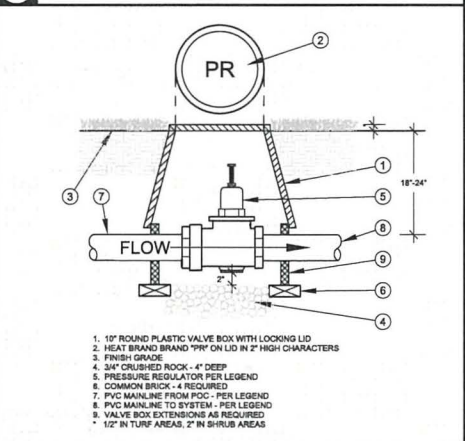 PR
2
3
1
18"-24"
5
7
8
FLOW
9
2"
6
4
*
1. 10" ROUND PLASTIC VALVE BOX WITH LOCKING LID
2. HEAT BRAND BRAND "PR" ON LID IN 2" HIGH CHARACTERS
3. FINISH GRADE
4. 3/4" CRUSHED ROCK - 4" DEEP
5. PRESSURE REGULATOR PER LEGEND
6. COMMON BRICK - 4 REQUIRED
7. PVC MAINLINE FROM POC - PER LEGEND
8. PVC MAINLINE TO SYSTEM - PER LEGEND
9. VALVE BOX EXTENSIONS AS REQUIRED
* 1/2" IN TURF AREAS, 2" IN SHRUB AREAS